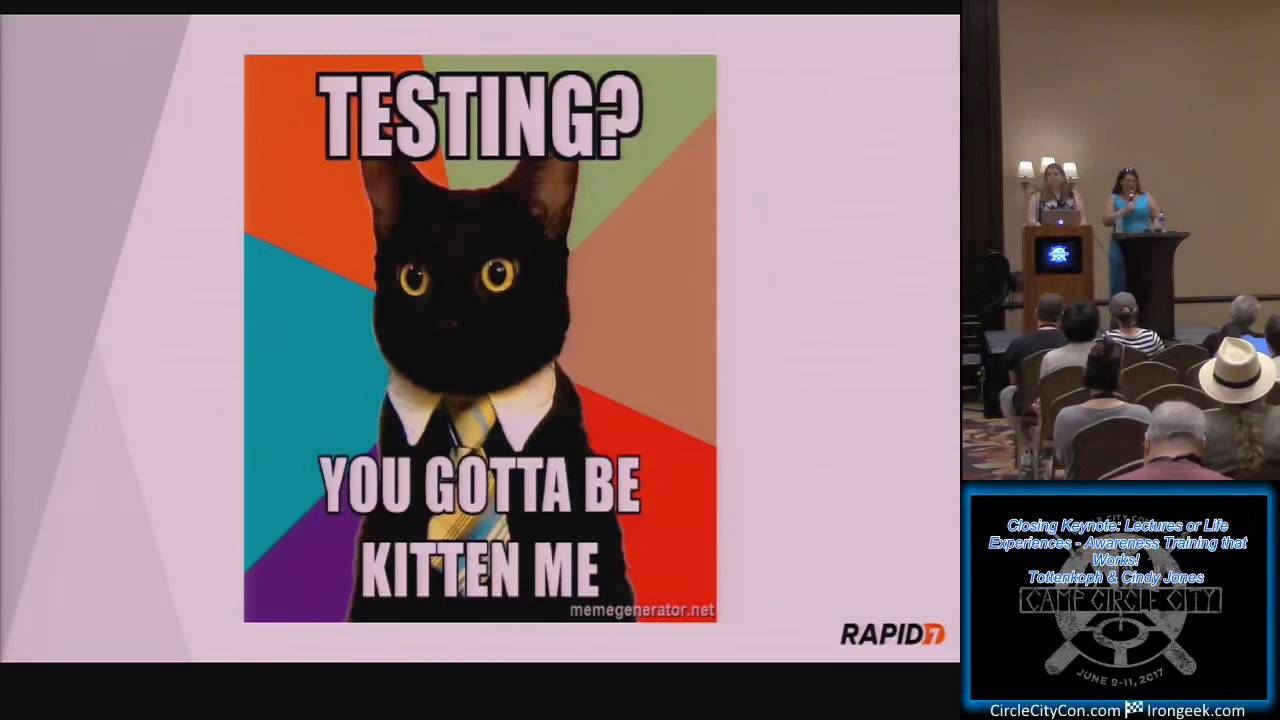 TESTING?
YOU GOTTA BE
KITTEN ME
memegenerator.net
RAPID7
Closing Keynote: Lectures or Life
Experiences - Awareness Training that
Works!
Tottenkoph & Cindy Jones
CAMP CIRCLE CITY
JUNE 9-11, 2017
CircleCityCon.com Irongeek.com